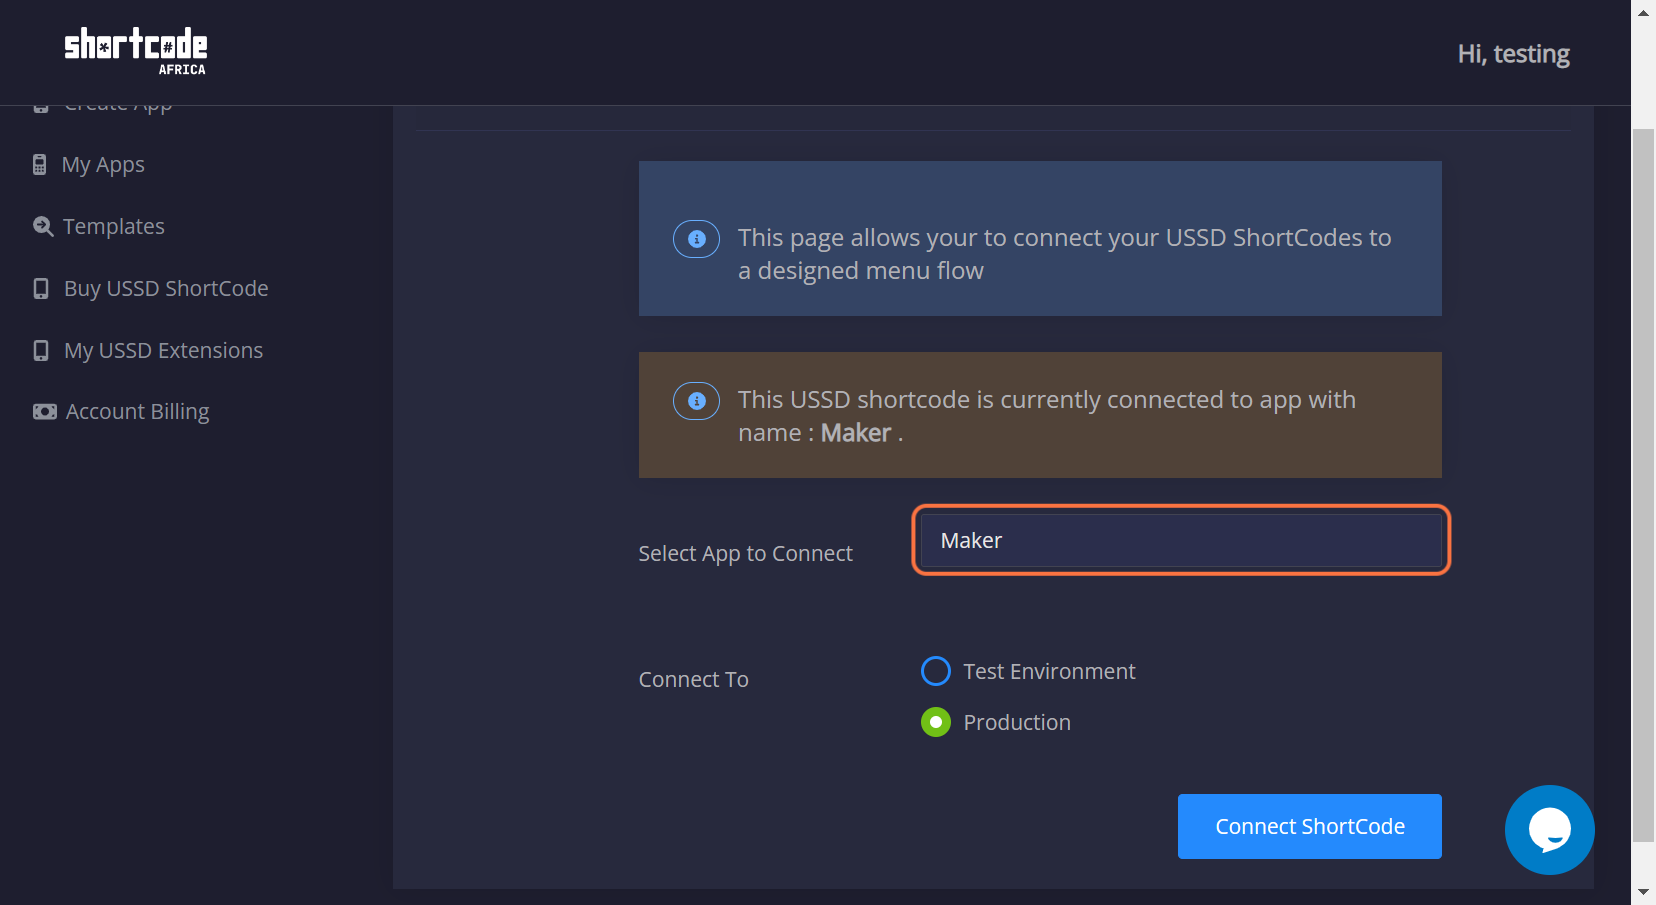 shortcode
AFRICA
Hi, testing
Create App
My Apps
Templates
Buy USSD ShortCode
My USSD Extensions
Account Billing
This page allows your to connect your USSD ShortCodes to
a designed menu flow
This USSD shortcode is currently connected to app with
name : Maker .
Select App to Connect
Maker
Connect To
Test Environment
Production
Connect ShortCode